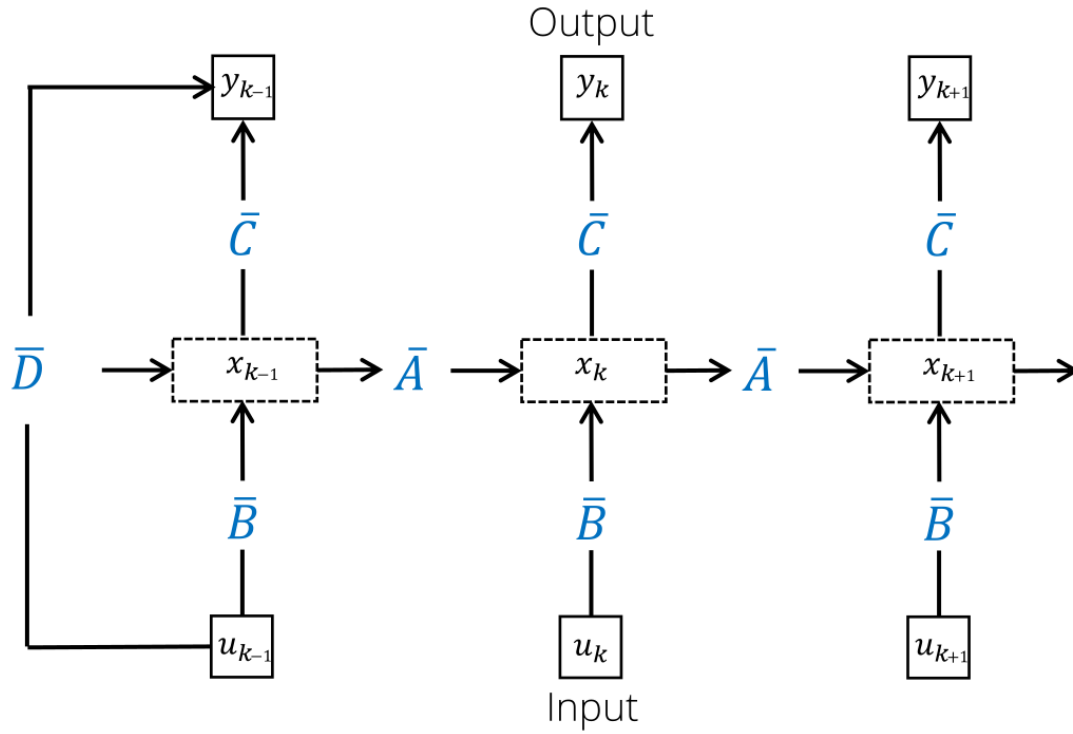 Output
y_{k-1} y_k y_{k+1}
C̄ C̄ C̄
D̄ x_{k-1} Ā x_k Ā x_{k+1}
B̄ B̄ B̄
u_{k-1} u_k u_{k+1}
Input